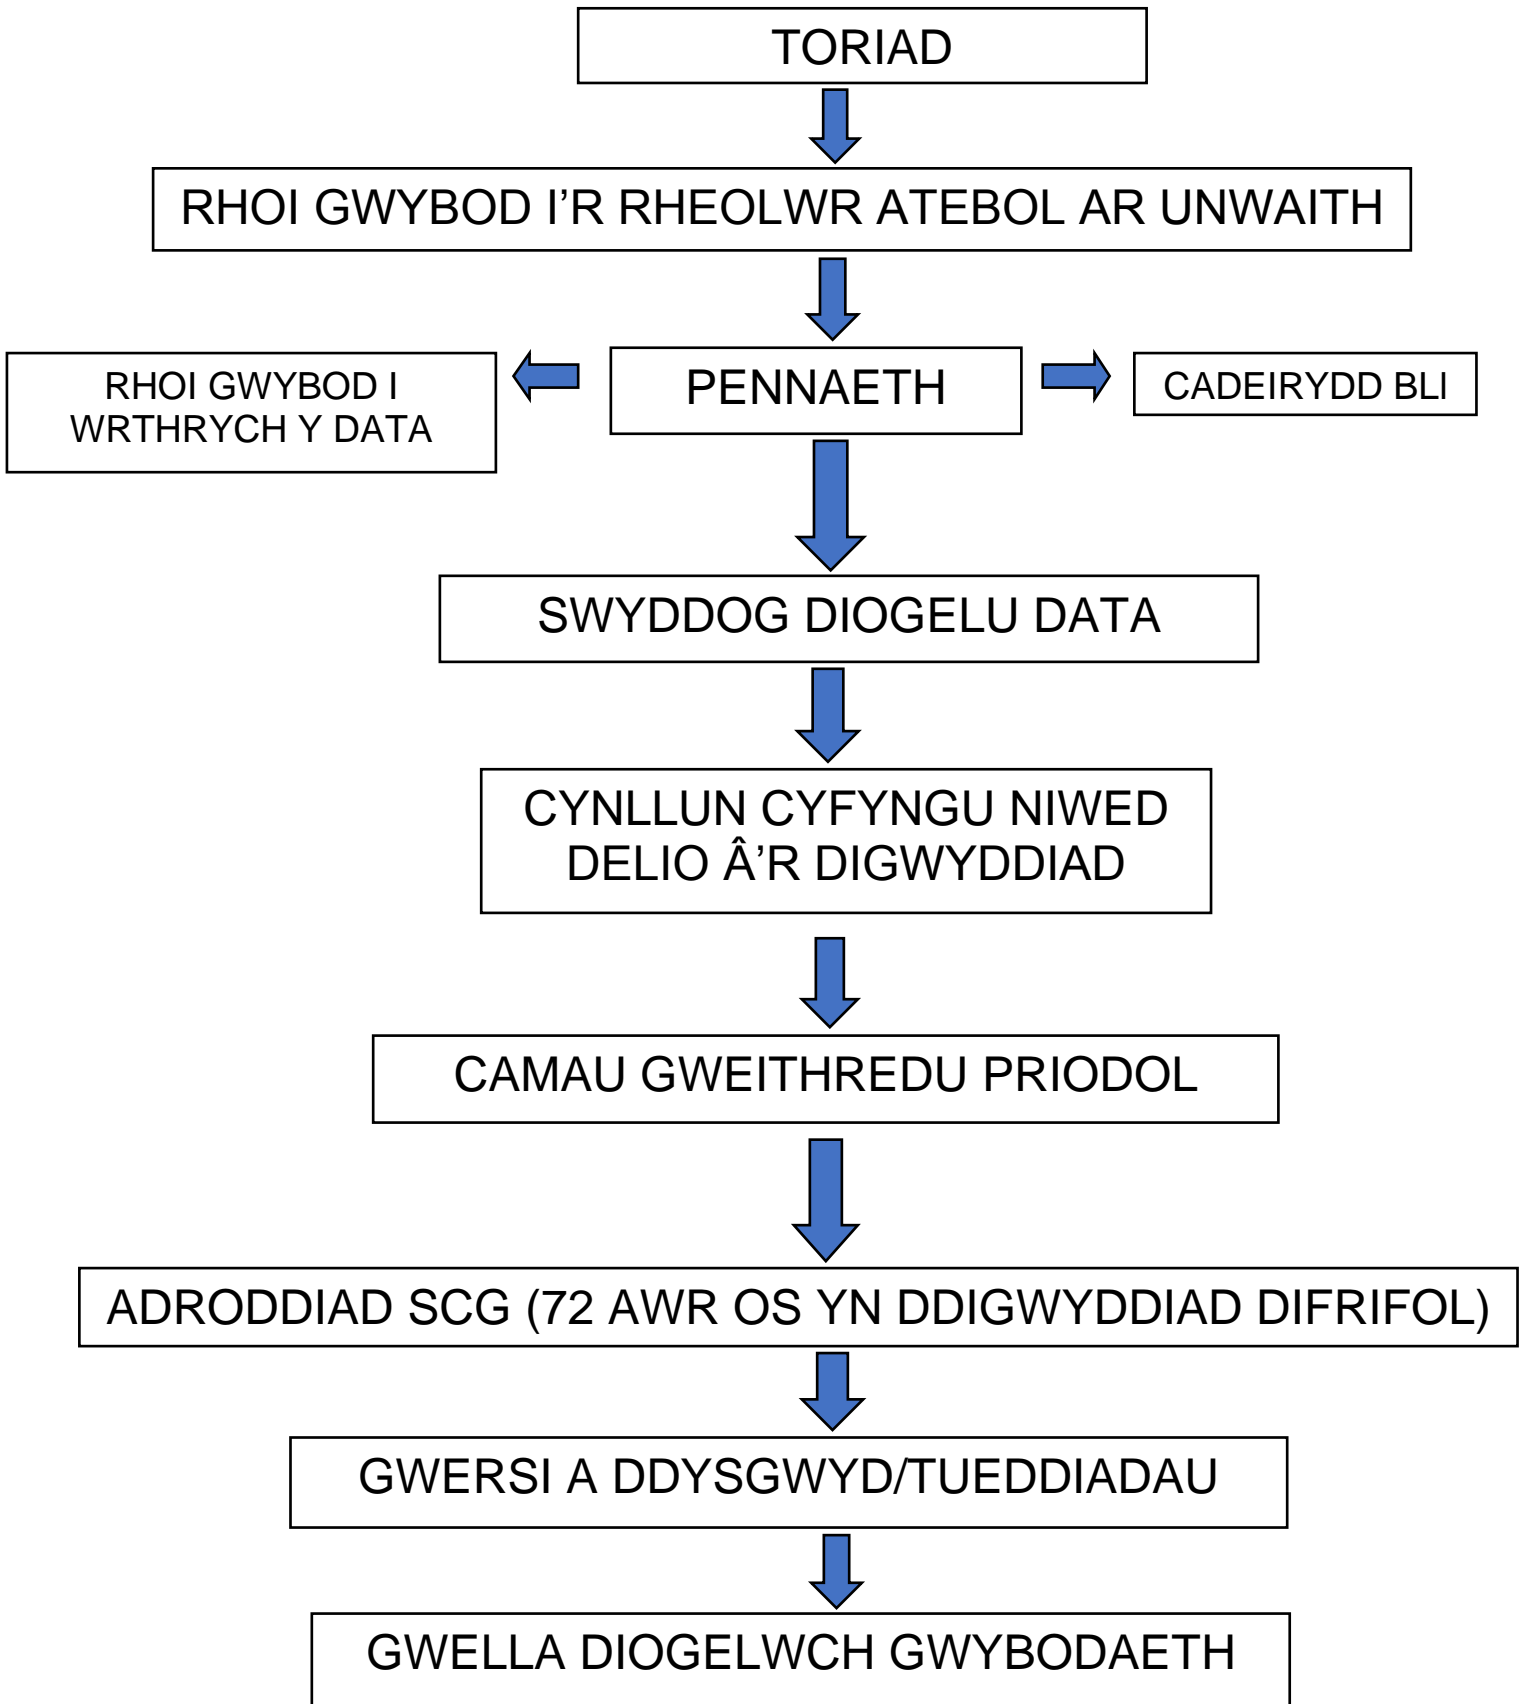 TORIAD
RHOI GWYBOD I’R RHEOLWR ATEBOL AR UNWAITH
RHOI GWYBOD I
WRTHRYCH Y DATA
PENNAETH
CADEIRYDD BLI
SWYDDOG DIOGELU DATA
CYNLLUN CYFYNGU NIWED
DELIO Â’R DIGWYDDIAD
CAMAU GWEITHREDU PRIODOL
ADRODDIAD SCG (72 AWR OS YN DDIGWYDDIAD DIFRIFOL)
GWERSI A DDYSGWYD/TUEDDIADAU
GWELLA DIOGELWCH GWYBODAETH